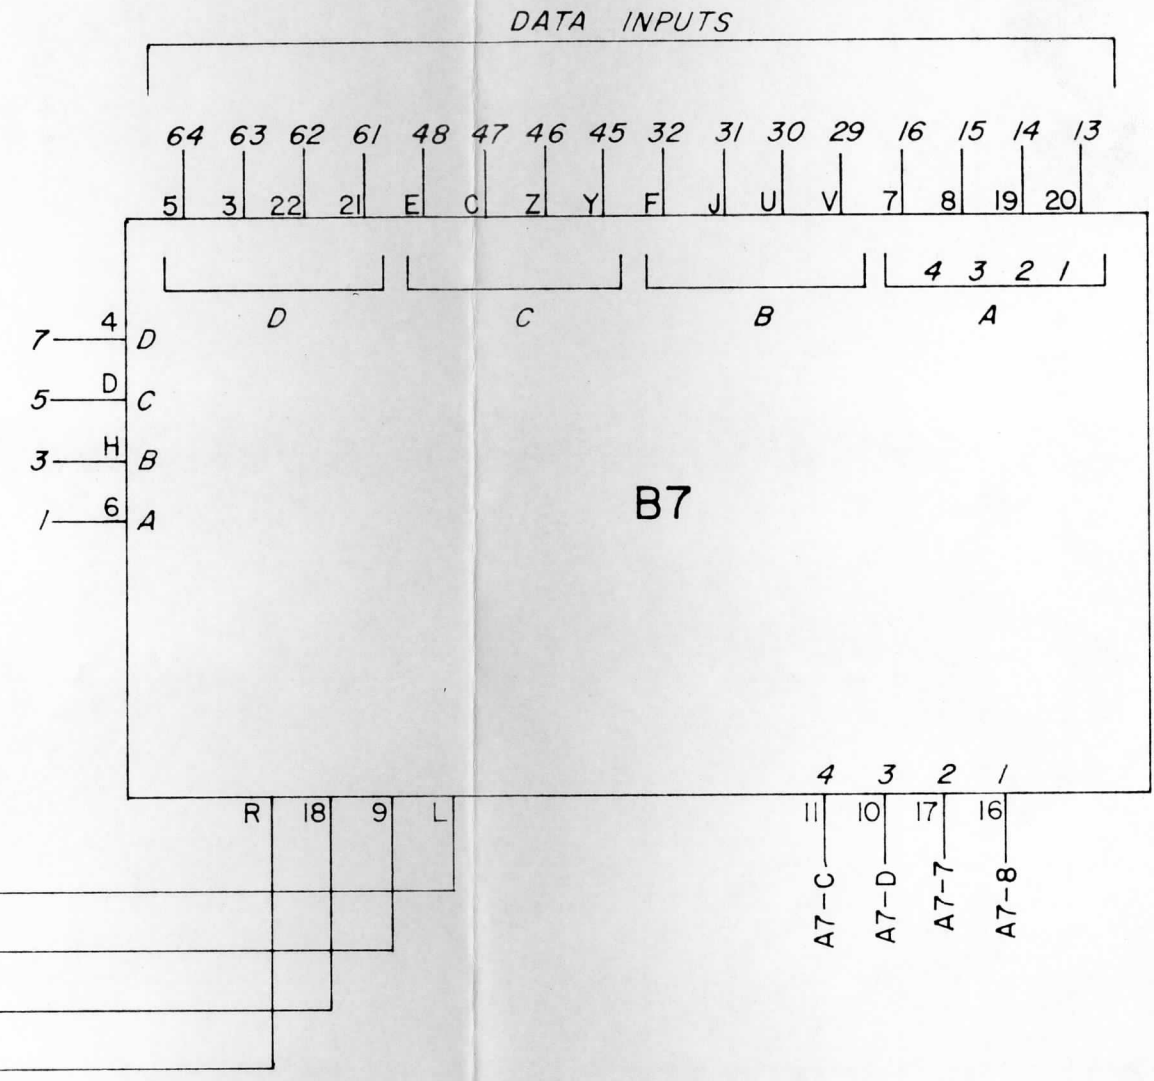 DATA INPUTS
64 63 62 61 48 47 46 45 32 31 30 29 16 15 14 13
5 3 22 21 E C Z Y F J U V 7 8 19 20
4 3 2 1
D C B A
4
7 D
D
5 C
H
3 B
6
1 A
B7
4 3 2 1
R 18 9 L 11 10 17 16
A7-C A7-D A7-7 A7-8